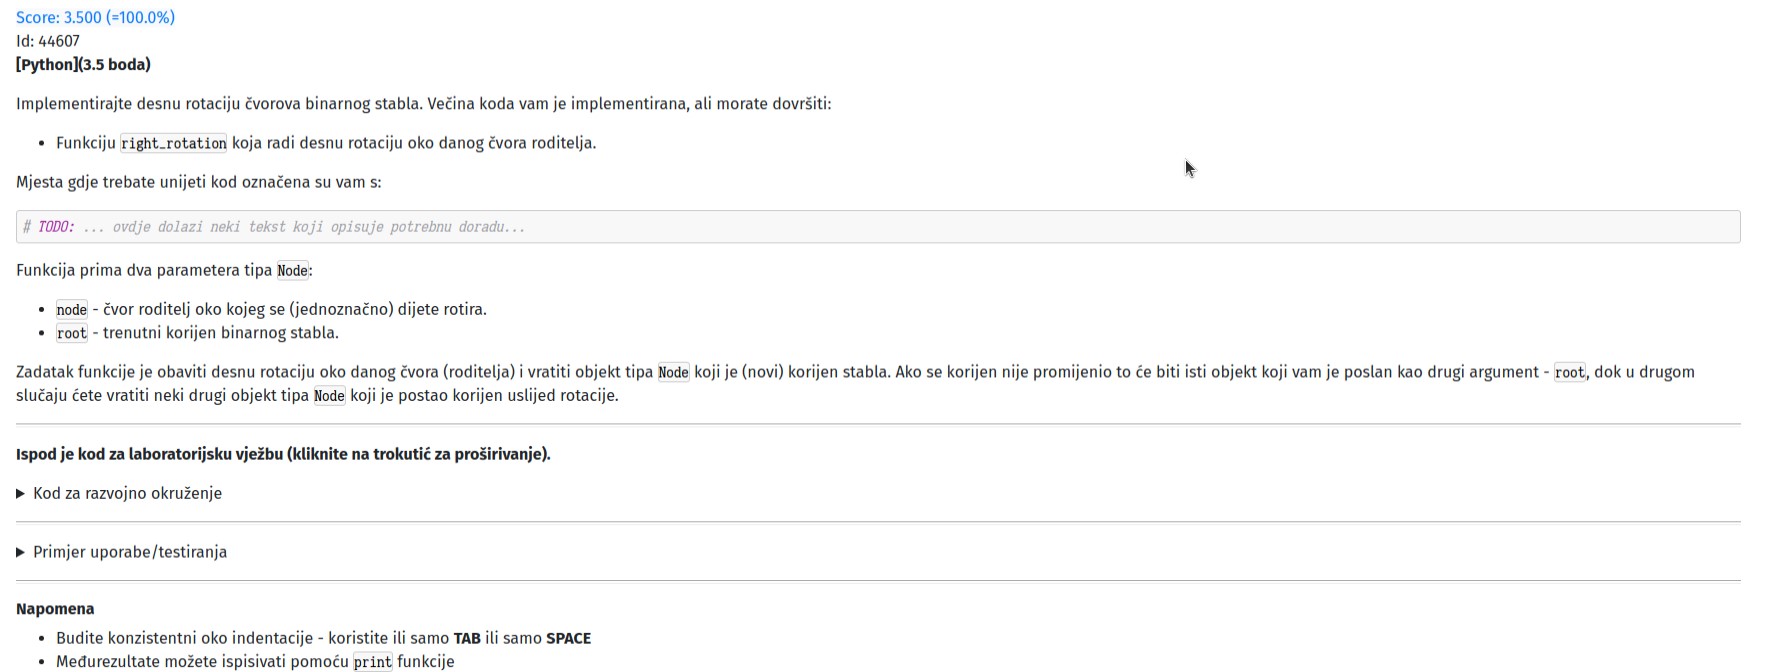 Score: 3.500 (=100.0%)
Id: 44607
[Python](3.5 boda)
Implementirajte desnu rotaciju čvorova binarnog stabla. Većina koda vam je implementirana, ali morate dovršiti:
• Funkciju right_rotation koja radi desnu rotaciju oko danog čvora roditelja.
Mjesta gdje trebate unijeti kod označena su vam s:
# TODO: ... ovdje dolazi neki tekst koji opisuje potrebnu doradu...
Funkcija prima dva parametera tipa Node:
• node - čvor roditelj oko kojeg se (jednoznačno) dijete rotira.
• root - trenutni korijen binarnog stabla.
Zadatak funkcije je obaviti desnu rotaciju oko danog čvora (roditelja) i vratiti objekt tipa Node koji je (novi) korijen stabla. Ako se korijen nije promijenio to će biti isti objekt koji vam je poslan kao drugi argument - root, dok u drugom
slučaju ćete vratiti neki drugi objekt tipa Node koji je postao korijen uslijed rotacije.
Ispod je kod za laboratorijsku vježbu (kliknite na trokutić za proširivanje).
▶ Kod za razvojno okruženje
▶ Primjer uporabe/testiranja
Napomena
• Budite konzistentni oko indentacije - koristite ili samo TAB ili samo SPACE
• Međurezultate možete ispisivati pomoću print funkcije